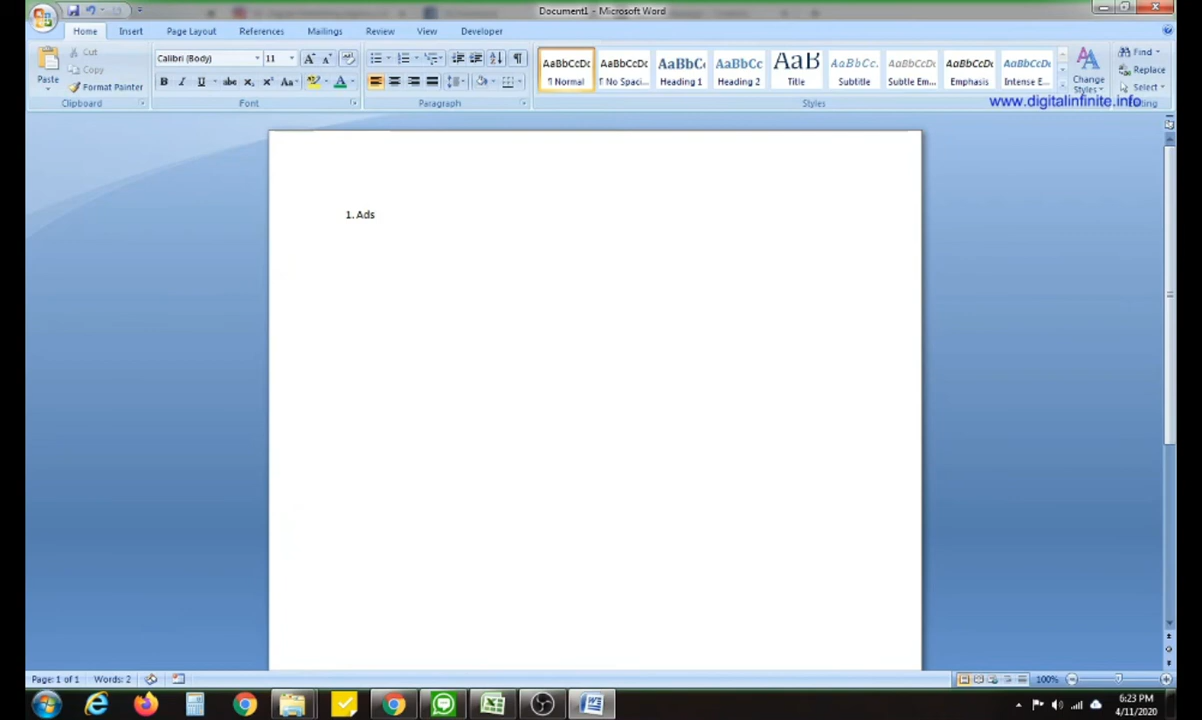 Document1 - Microsoft Word
Home Insert Page Layout References Mailings Review View Developer
Cut
Copy
Paste
Format Painter
Clipboard
Calibri (Body) 11
Font
Paragraph
AaBbCcDc AaBbCcDc AaBbC AaBbCc AaB AaBbCc. AaBbCcDc AaBbCcDc AaBbCcDc
¶ Normal ¶ No Spaci... Heading 1 Heading 2 Title Subtitle Subtle Em... Emphasis Intense E...
Styles
Change
Styles
Find
Replace
Select
www.digitalinfinite.info
1. Ads
Page: 1 of 1 Words: 2
100%
6:23 PM
4/11/2020